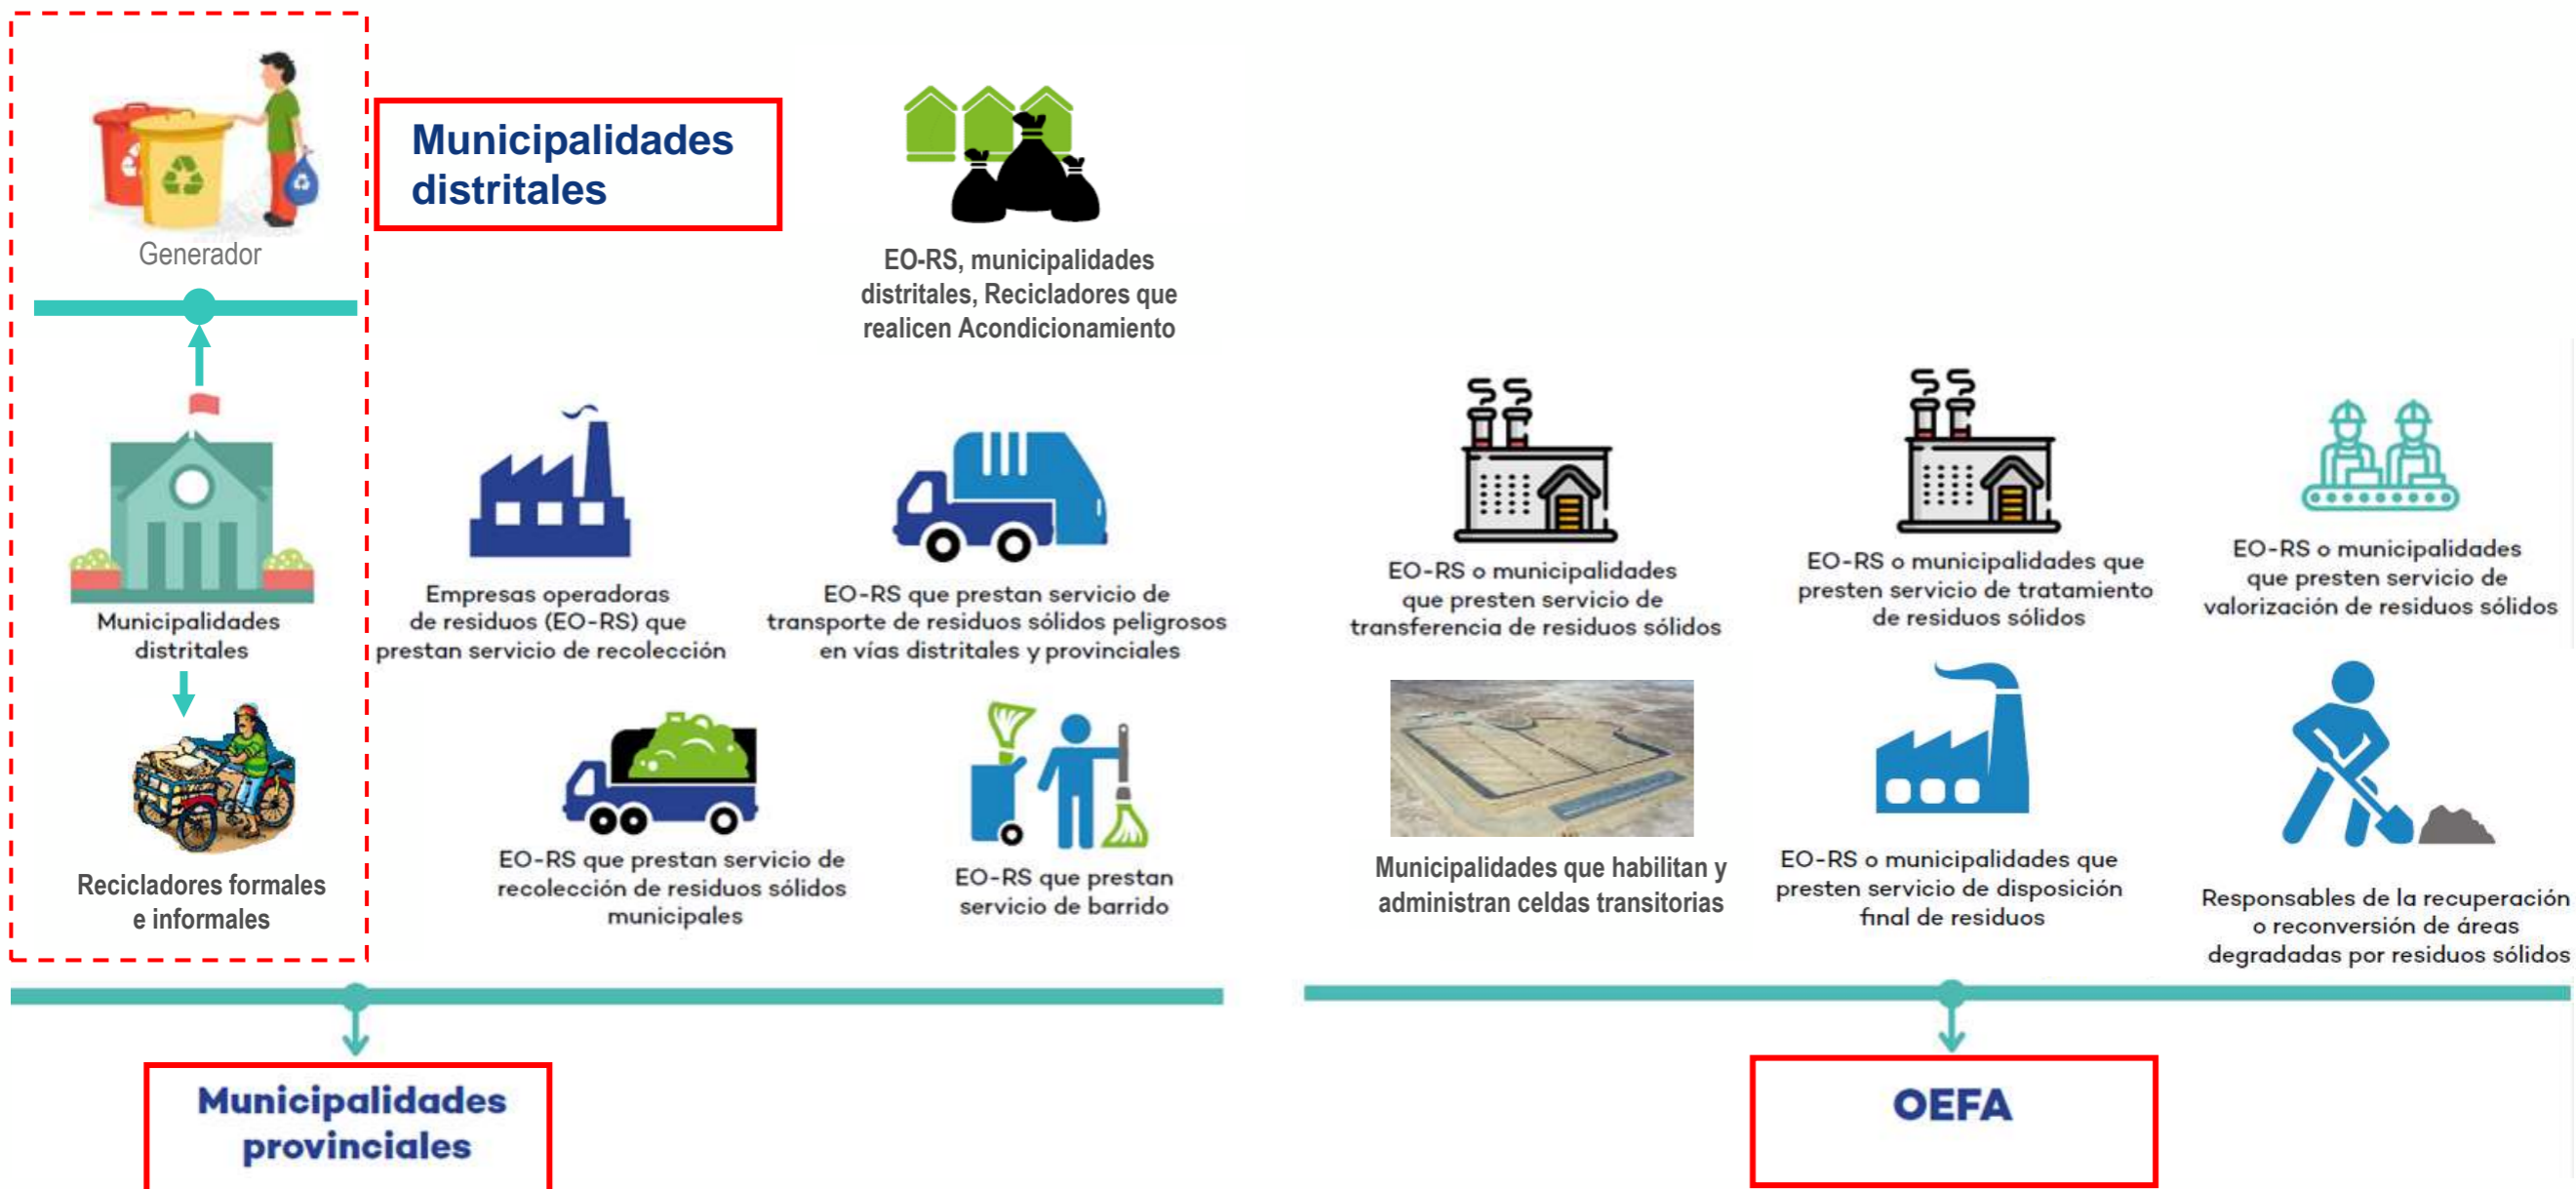 Generador
Municipalidades
distritales
EO-RS, municipalidades
distritales, Recicladores que
realicen Acondicionamiento
Municipalidades
distritales
Recicladores formales
e informales
Empresas operadoras
de residuos (EO-RS) que
prestan servicio de recolección
EO-RS que prestan servicio de
transporte de residuos sólidos peligrosos
en vías distritales y provinciales
EO-RS que prestan servicio de
recolección de residuos sólidos
municipales
EO-RS que prestan
servicio de barrido
Municipalidades
provinciales
EO-RS o municipalidades
que presten servicio de
transferencia de residuos sólidos
EO-RS o municipalidades que
presten servicio de tratamiento
de residuos sólidos
EO-RS o municipalidades
que presten servicio de
valorización de residuos sólidos
Municipalidades que habilitan y
administran celdas transitorias
EO-RS o municipalidades que
presten servicio de disposición
final de residuos
Responsables de la recuperación
o reconversión de áreas
degradadas por residuos sólidos
OEFA